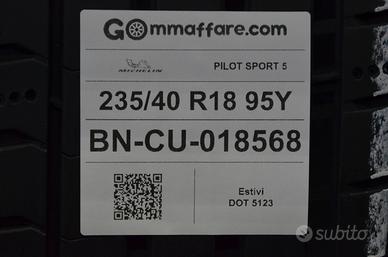 GOmmaffare.com
MICHELIN
PILOT SPORT 5
235/40 R18 95Y
BN-CU-018568
Estivi
DOT 5123
subito